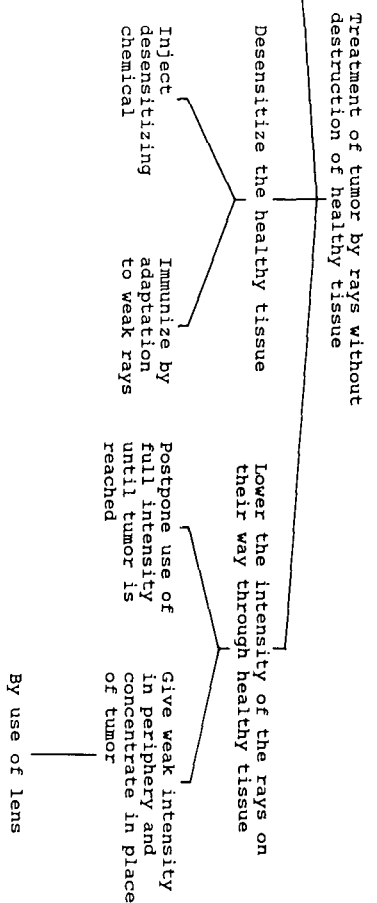 Treatment of tumor by rays without
destruction of healthy tissue
Desensitize the healthy tissue
Lower the intensity of the rays on
their way through healthy tissue
Inject
desensitizing
chemical
Immunize by
adaptation
to weak rays
Postpone use of
full intensity
until tumor is
reached
Give weak intensity
in periphery and
concentrate in place
of tumor
By use of lens